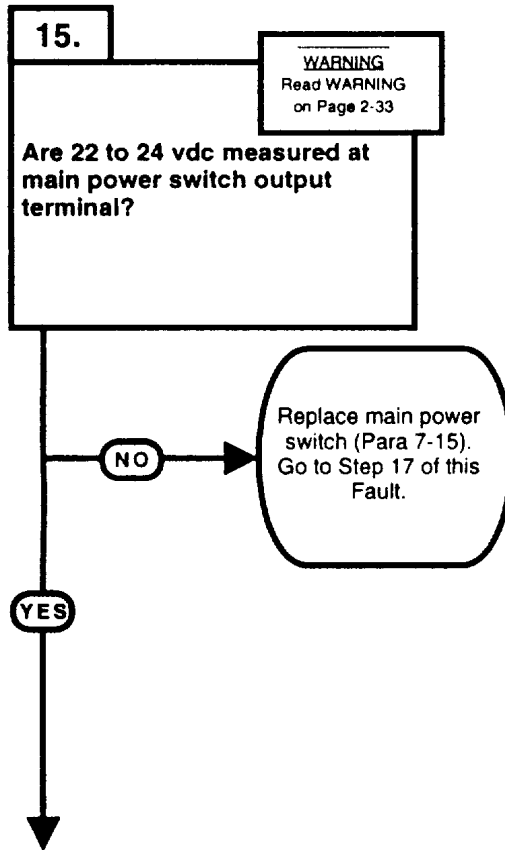 15.
WARNING
Read WARNING
on Page 2-33
Are 22 to 24 vdc measured at
main power switch output
terminal?
NO
Replace main power
switch (Para 7-15).
Go to Step 17 of this
Fault.
YES